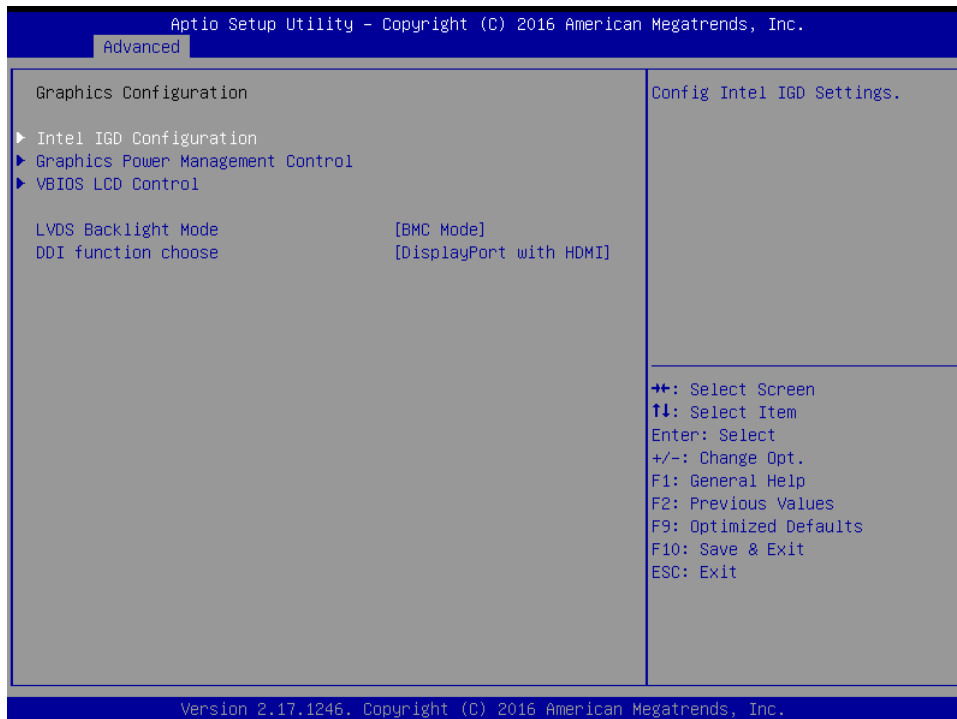 Aptio Setup Utility – Copyright (C) 2016 American Megatrends, Inc.
Advanced
Graphics Configuration
▶ Intel IGD Configuration
▶ Graphics Power Management Control
▶ VBIOS LCD Control
LVDS Backlight Mode [BMC Mode]
DDI function choose [DisplayPort with HDMI]
Config Intel IGD Settings.
→←: Select Screen
↑↓: Select Item
Enter: Select
+/-: Change Opt.
F1: General Help
F2: Previous Values
F9: Optimized Defaults
F10: Save & Exit
ESC: Exit
Version 2.17.1246. Copyright (C) 2016 American Megatrends, Inc.